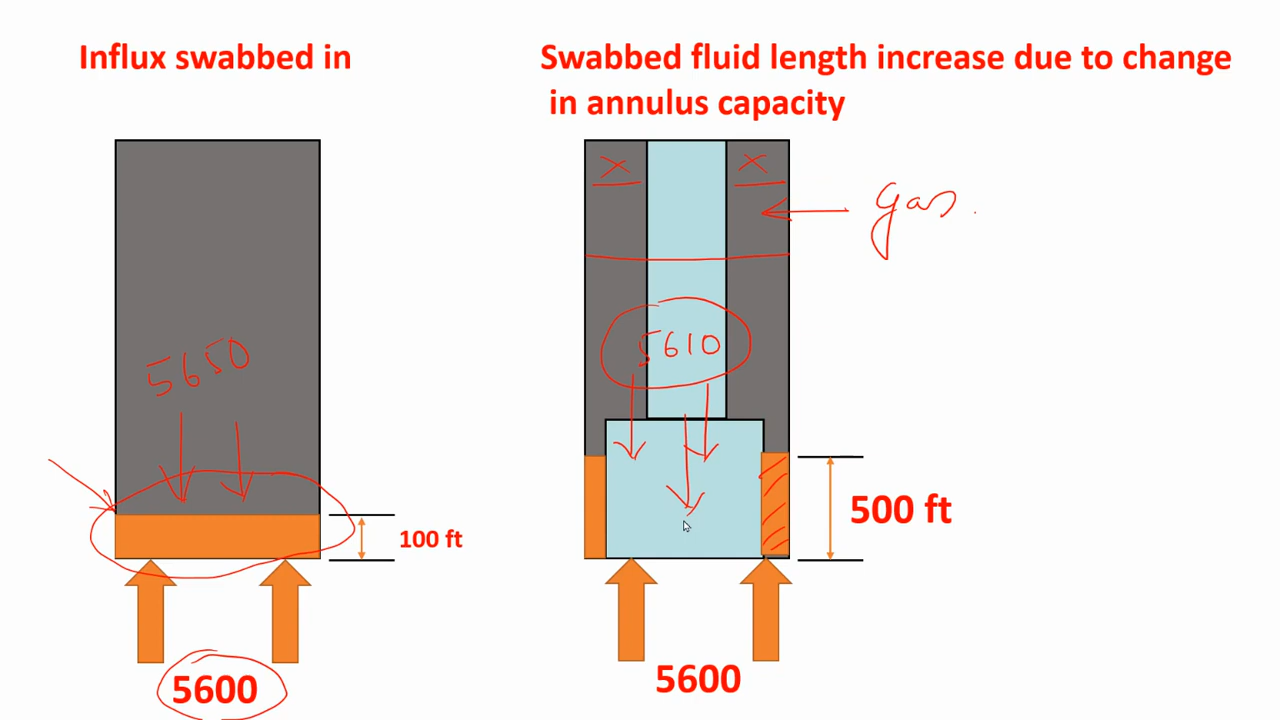 Influx swabbed in
Swabbed fluid length increase due to change
in annulus capacity
x x
gas.
5610
5650
500 ft
100 ft
5600
5600